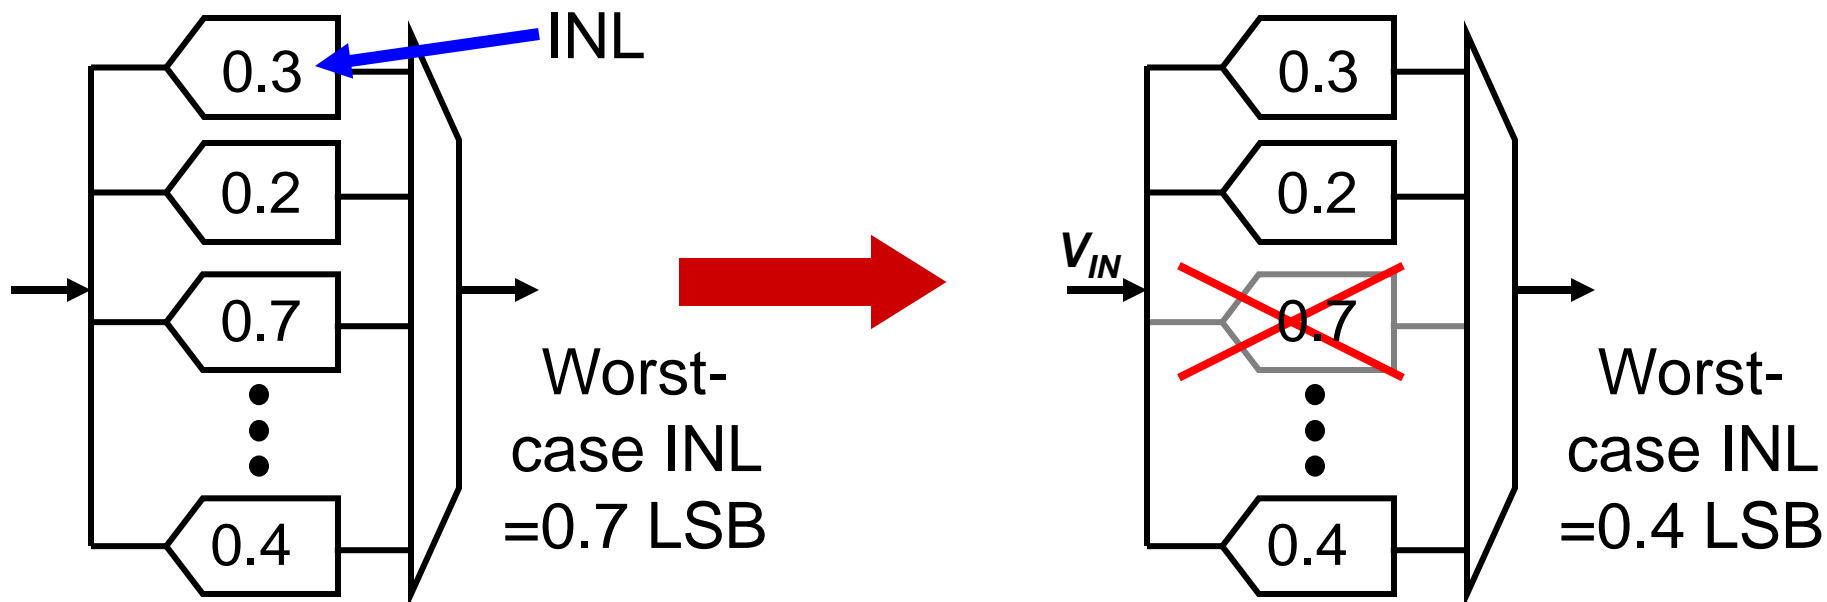 INL
0.3
0.2
0.7
0.4
Worst-
case INL
=0.7 LSB
V_IN
0.3
0.2
0.7
0.4
Worst-
case INL
=0.4 LSB